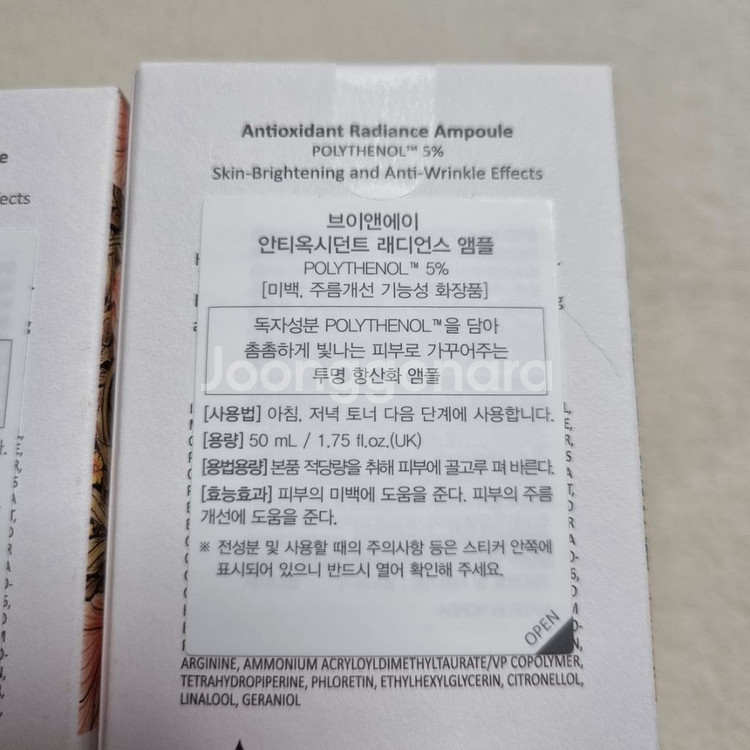 Antioxidant Radiance Ampoule
POLYTHENOL™ 5%
Skin-Brightening and Anti-Wrinkle Effects
브이앤에이
안티옥시던트 래디언스 앰플
POLYTHENOL™ 5%
[미백, 주름개선 기능성 화장품]
독자성분 POLYTHENOL™을 담아
촘촘하게 빛나는 피부로 가꾸어주는
투명 항산화 앰풀
Joonggonara
[사용법] 아침, 저녁 토너 다음 단계에 사용합니다.
[용량] 50 mL / 1.75 fl.oz.(UK)
[용법용량] 본품 적당량을 취해 피부에 골고루 펴 바른다.
[효능효과] 피부의 미백에 도움을 준다. 피부의 주름
개선에 도움을 준다.
※ 전성분 및 사용할 때의 주의사항 등은 스티커 안쪽에
표시되어 있으니 반드시 열어 확인해 주세요.
OPEN
ARGININE, AMMONIUM ACRYLOYLDIMETHYLTAURATE/VP COPOLYMER,
TETRAHYDROPIPERINE, PHLORETIN, ETHYLHEXYLGLYCERIN, CITRONELLOL,
LINALOOL, GERANIOL